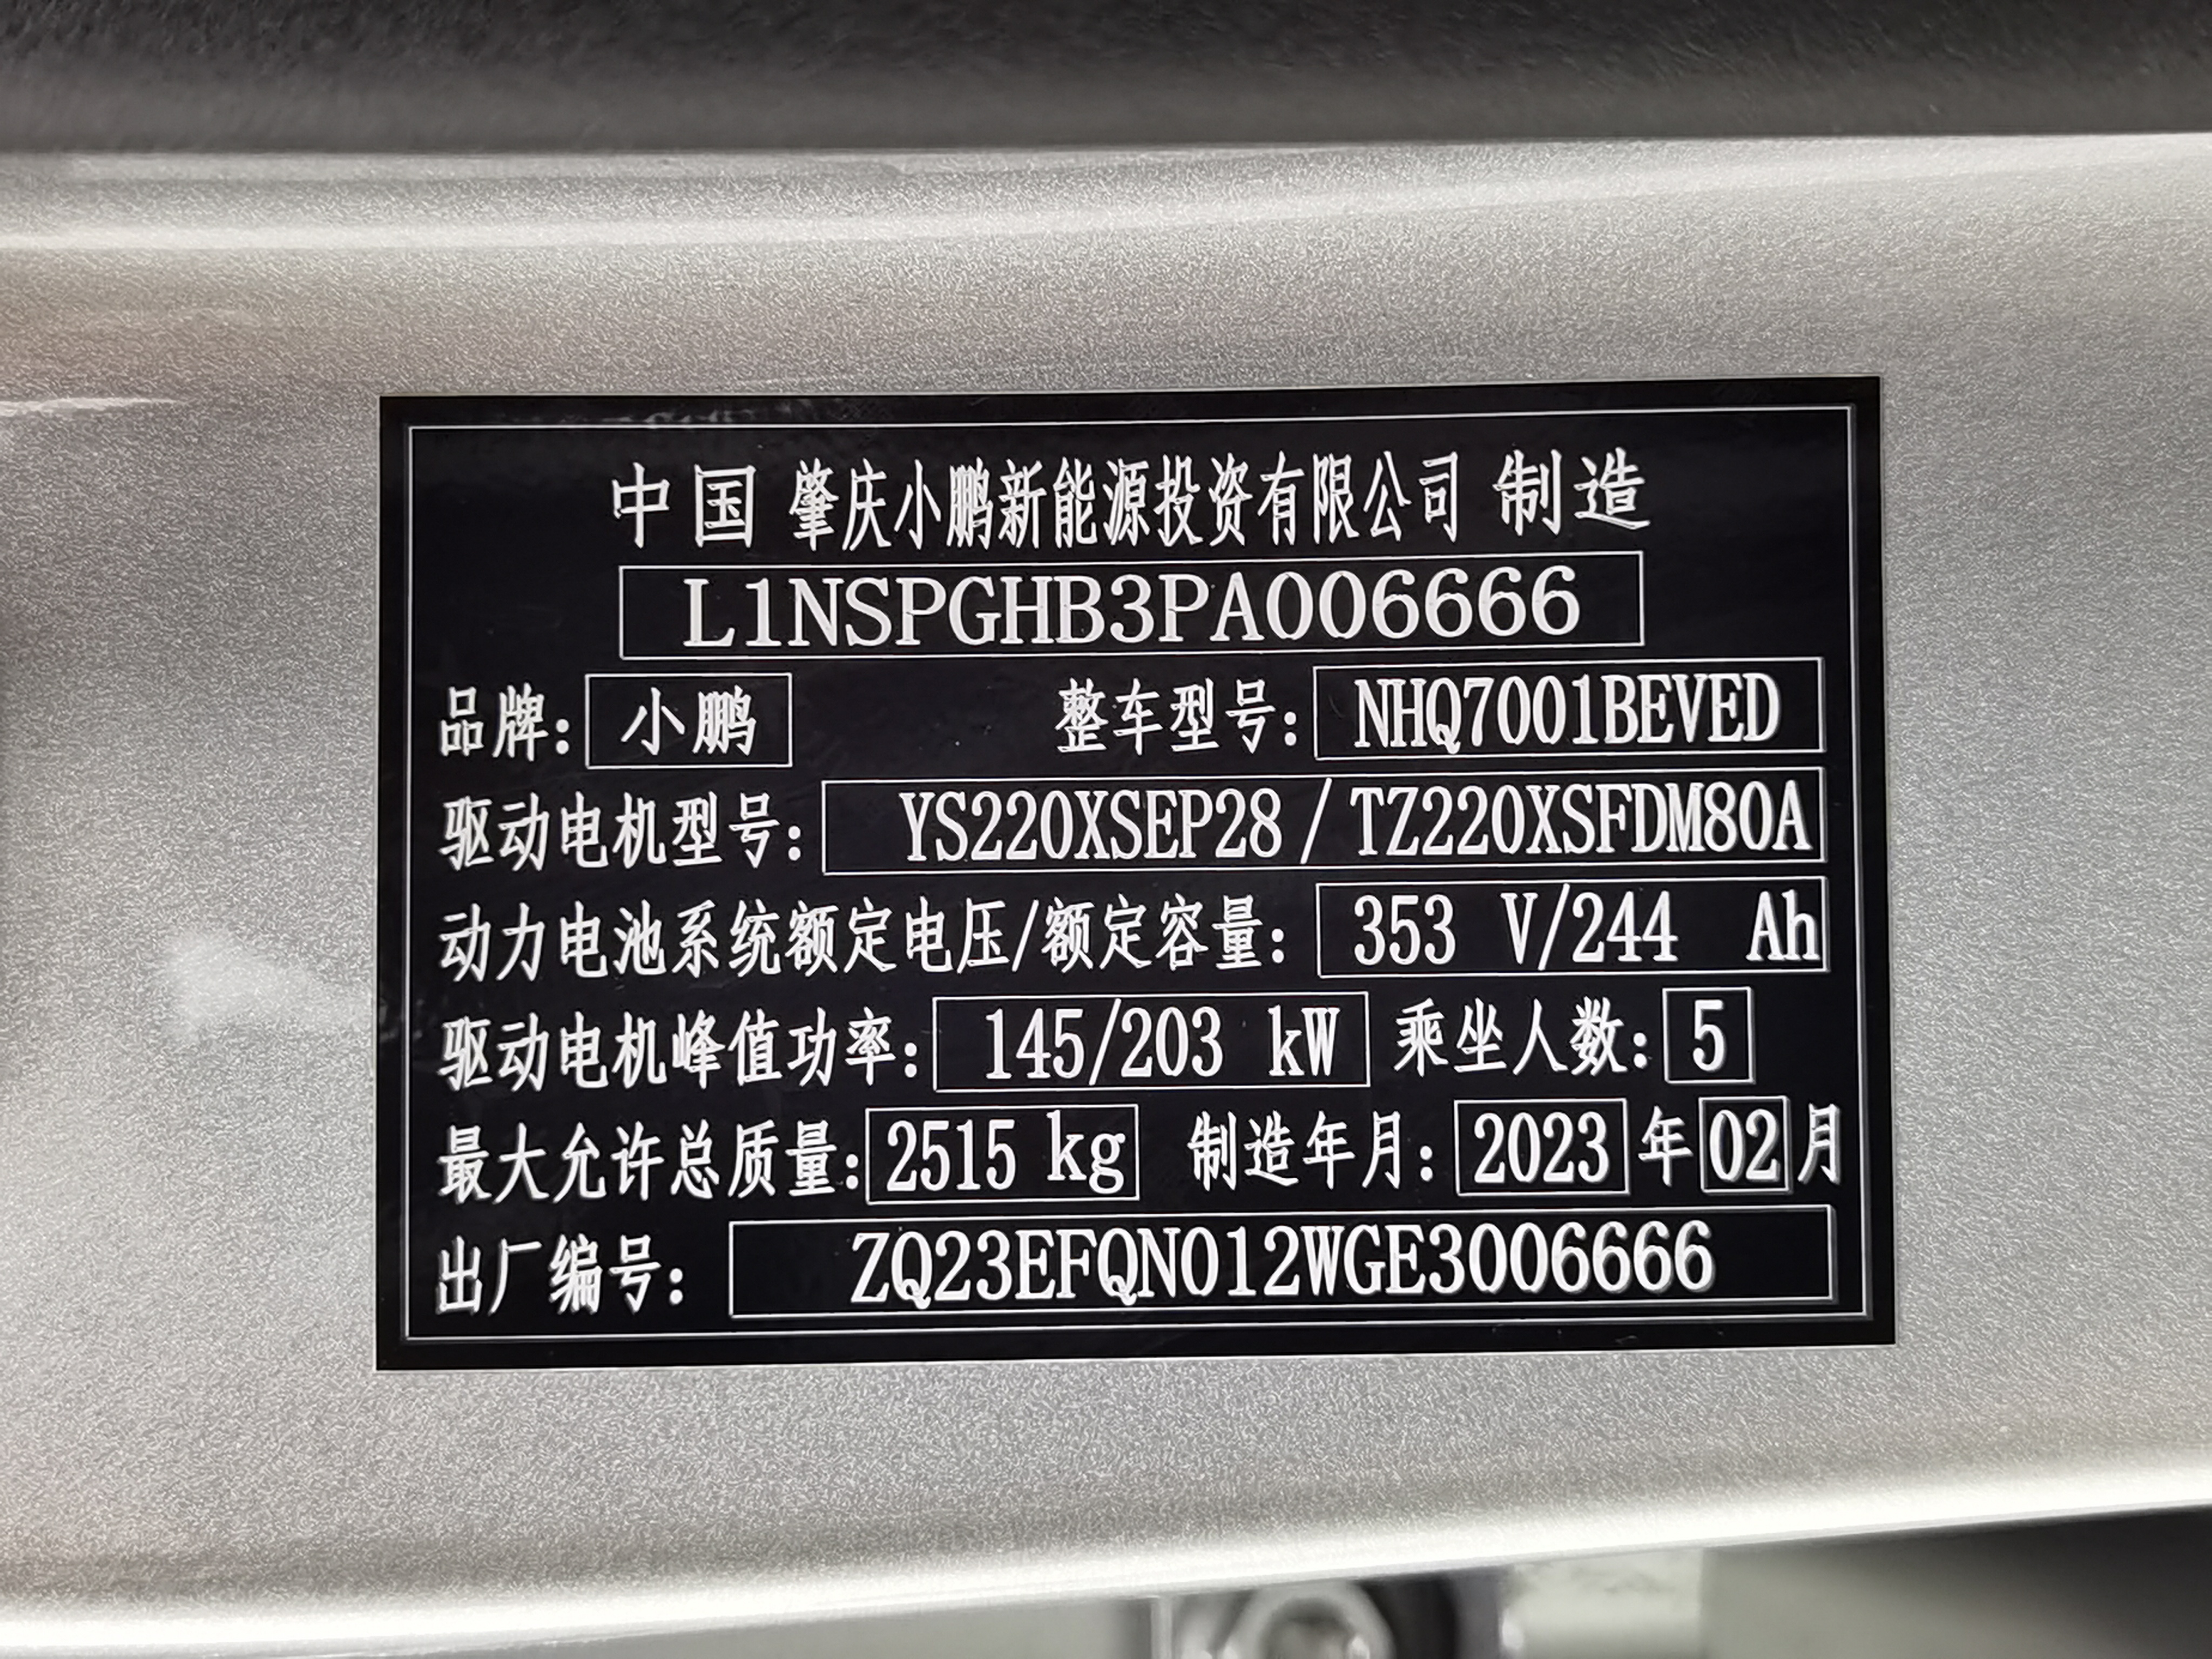 中国 肇庆小鹏新能源投资有限公司 制造
L1NSPGHB3PA006666
品牌: 小鹏 整车型号: NHQ7001BEVED
驱动电机型号: YS220XSEP28/TZ220XSFDM80A
动力电池系统额定电压/额定容量: 353 V/244 Ah
驱动电机峰值功率: 145/203 kW 乘坐人数: 5
最大允许总质量: 2515 kg 制造年月: 2023 年 02 月
出厂编号: ZQ23EFQN012WGE3006666